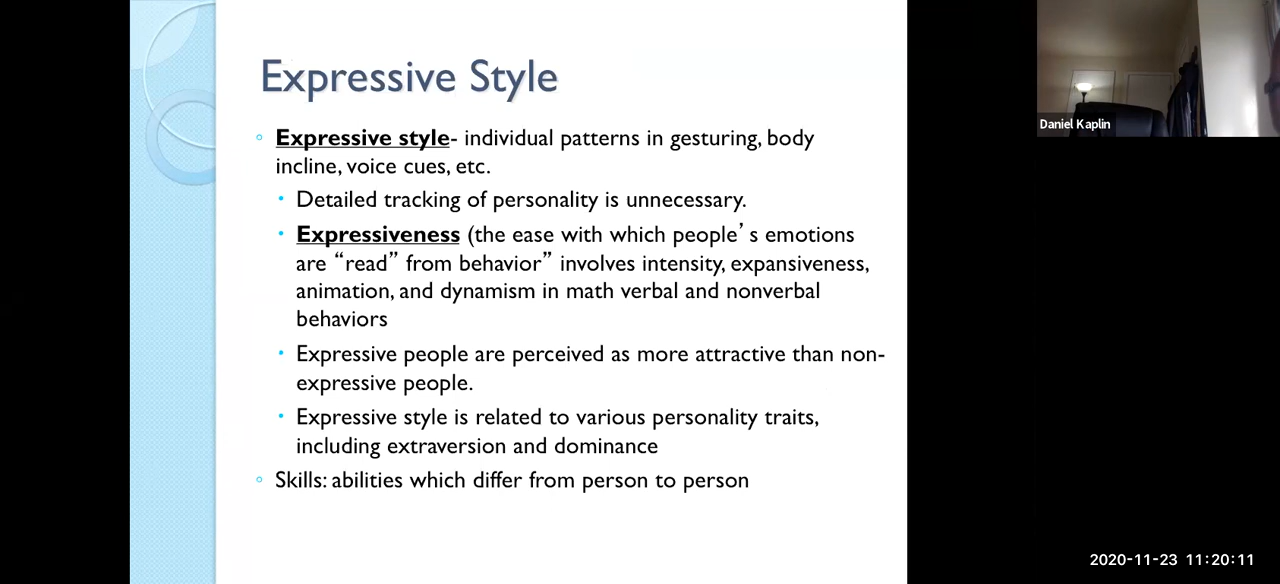 Expressive Style
Expressive style- individual patterns in gesturing, body
incline, voice cues, etc.
Detailed tracking of personality is unnecessary.
Expressiveness (the ease with which people’s emotions
are “read” from behavior” involves intensity, expansiveness,
animation, and dynamism in math verbal and nonverbal
behaviors
Expressive people are perceived as more attractive than non-
expressive people.
Expressive style is related to various personality traits,
including extraversion and dominance
Skills: abilities which differ from person to person
Daniel Kaplin
2020-11-23 11:20:11